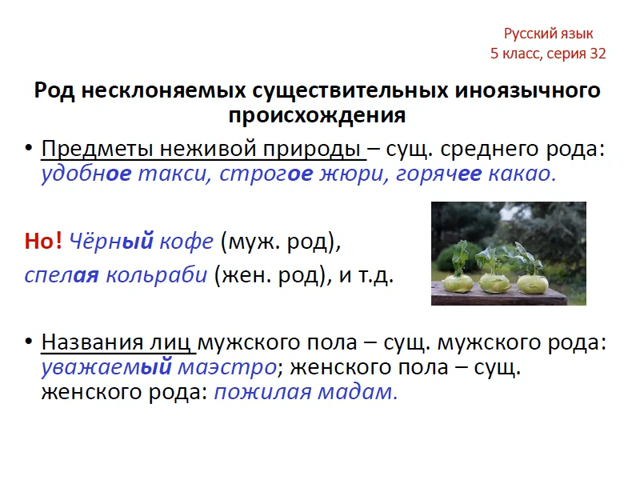 Русский язык
5 класс, серия 32
Род несклоняемых существительных иноязычного
происхождения
• Предметы неживой природы – сущ. среднего рода:
удобное такси, строгое жюри, горячее какао.
Но! Чёрный кофе (муж. род),
спелая кольраби (жен. род), и т.д.
• Названия лиц мужского пола – сущ. мужского рода:
уважаемый маэстро; женского пола – сущ.
женского рода: пожилая мадам.